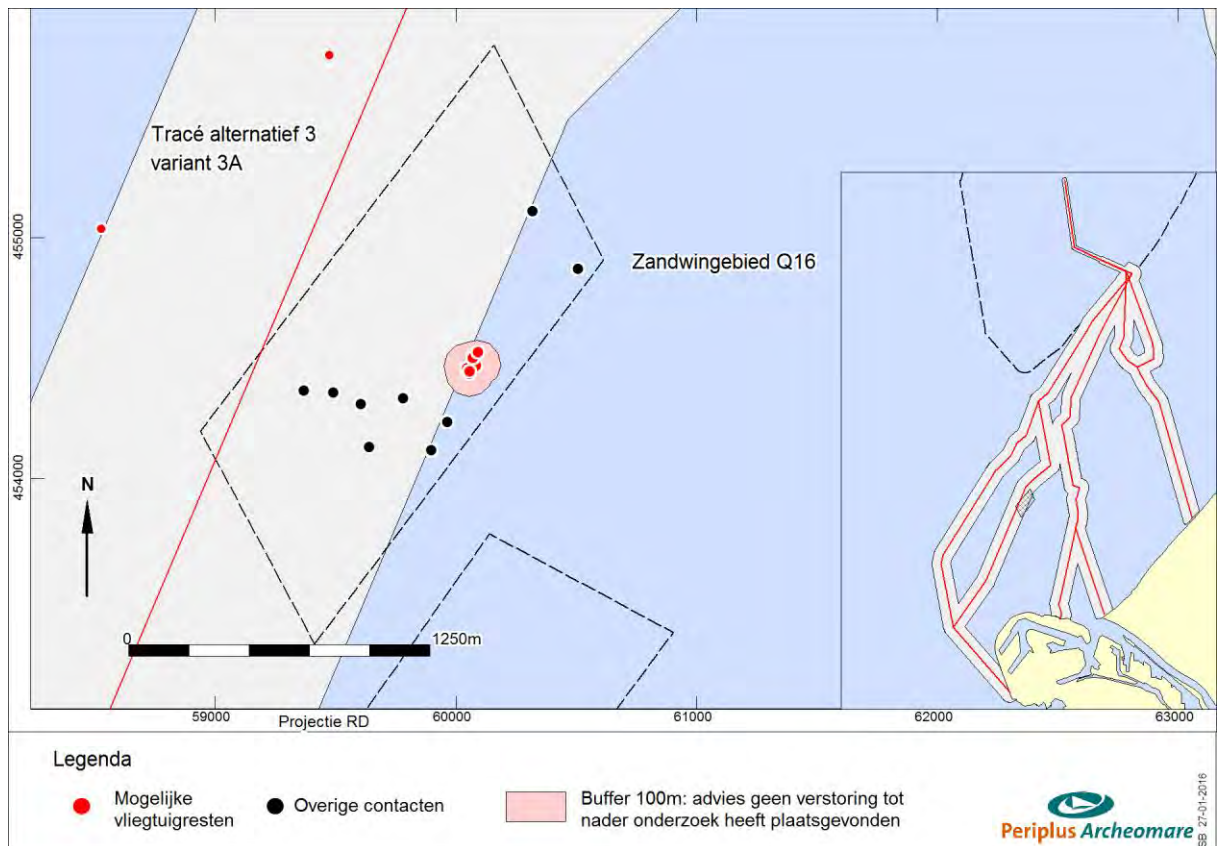 Tracé alternatief 3
variant 3A
Zandwingebied Q16
455000
454000
N
0
1250m
59000
Projectie RD
60000
61000
62000
63000
Legenda
Mogelijke
vliegtuigresten
Overige contacten
Buffer 100m: advies geen verstoring tot
nader onderzoek heeft plaatsgevonden
Periplus Archeomare
SB 27-01-2016